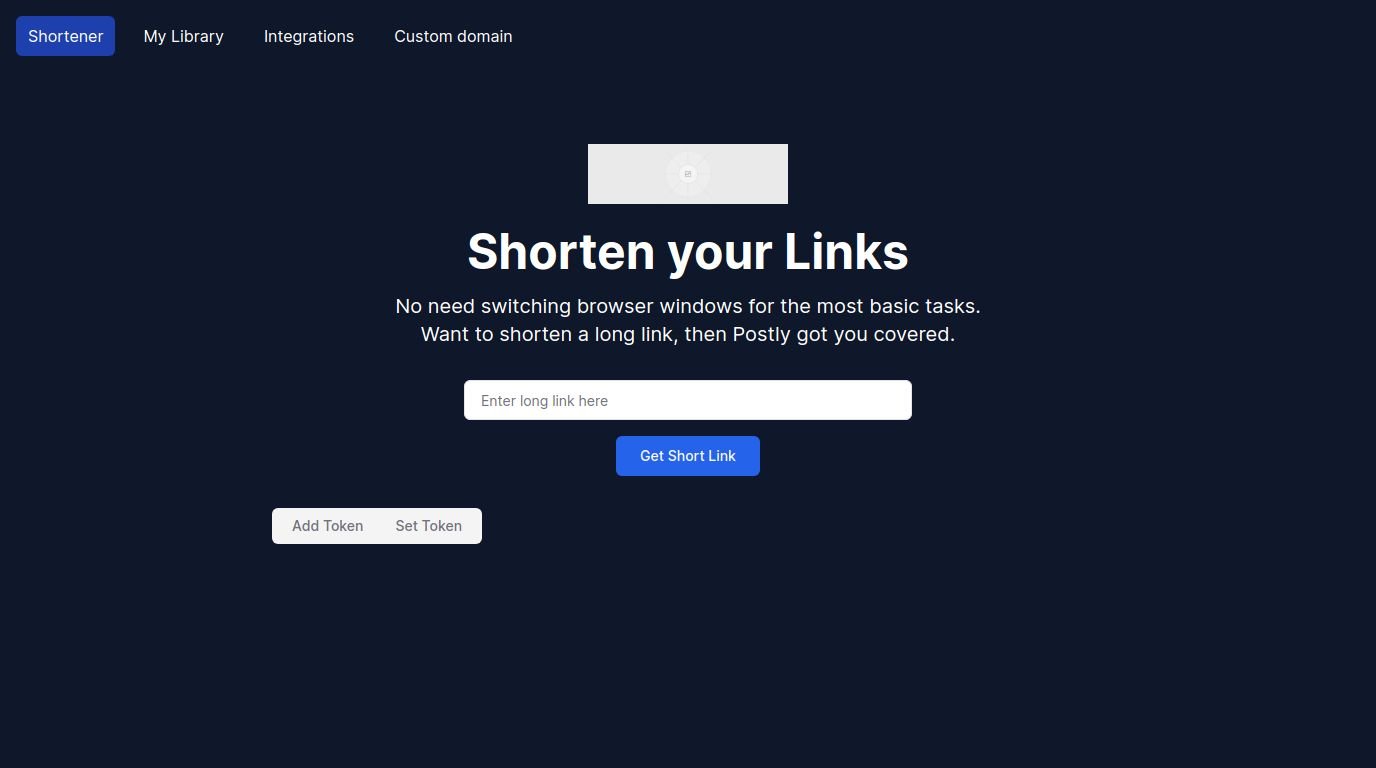 Shortener My Library Integrations Custom domain
Shorten your Links
No need switching browser windows for the most basic tasks.
Want to shorten a long link, then Postly got you covered.
Enter long link here
Get Short Link
Add Token Set Token